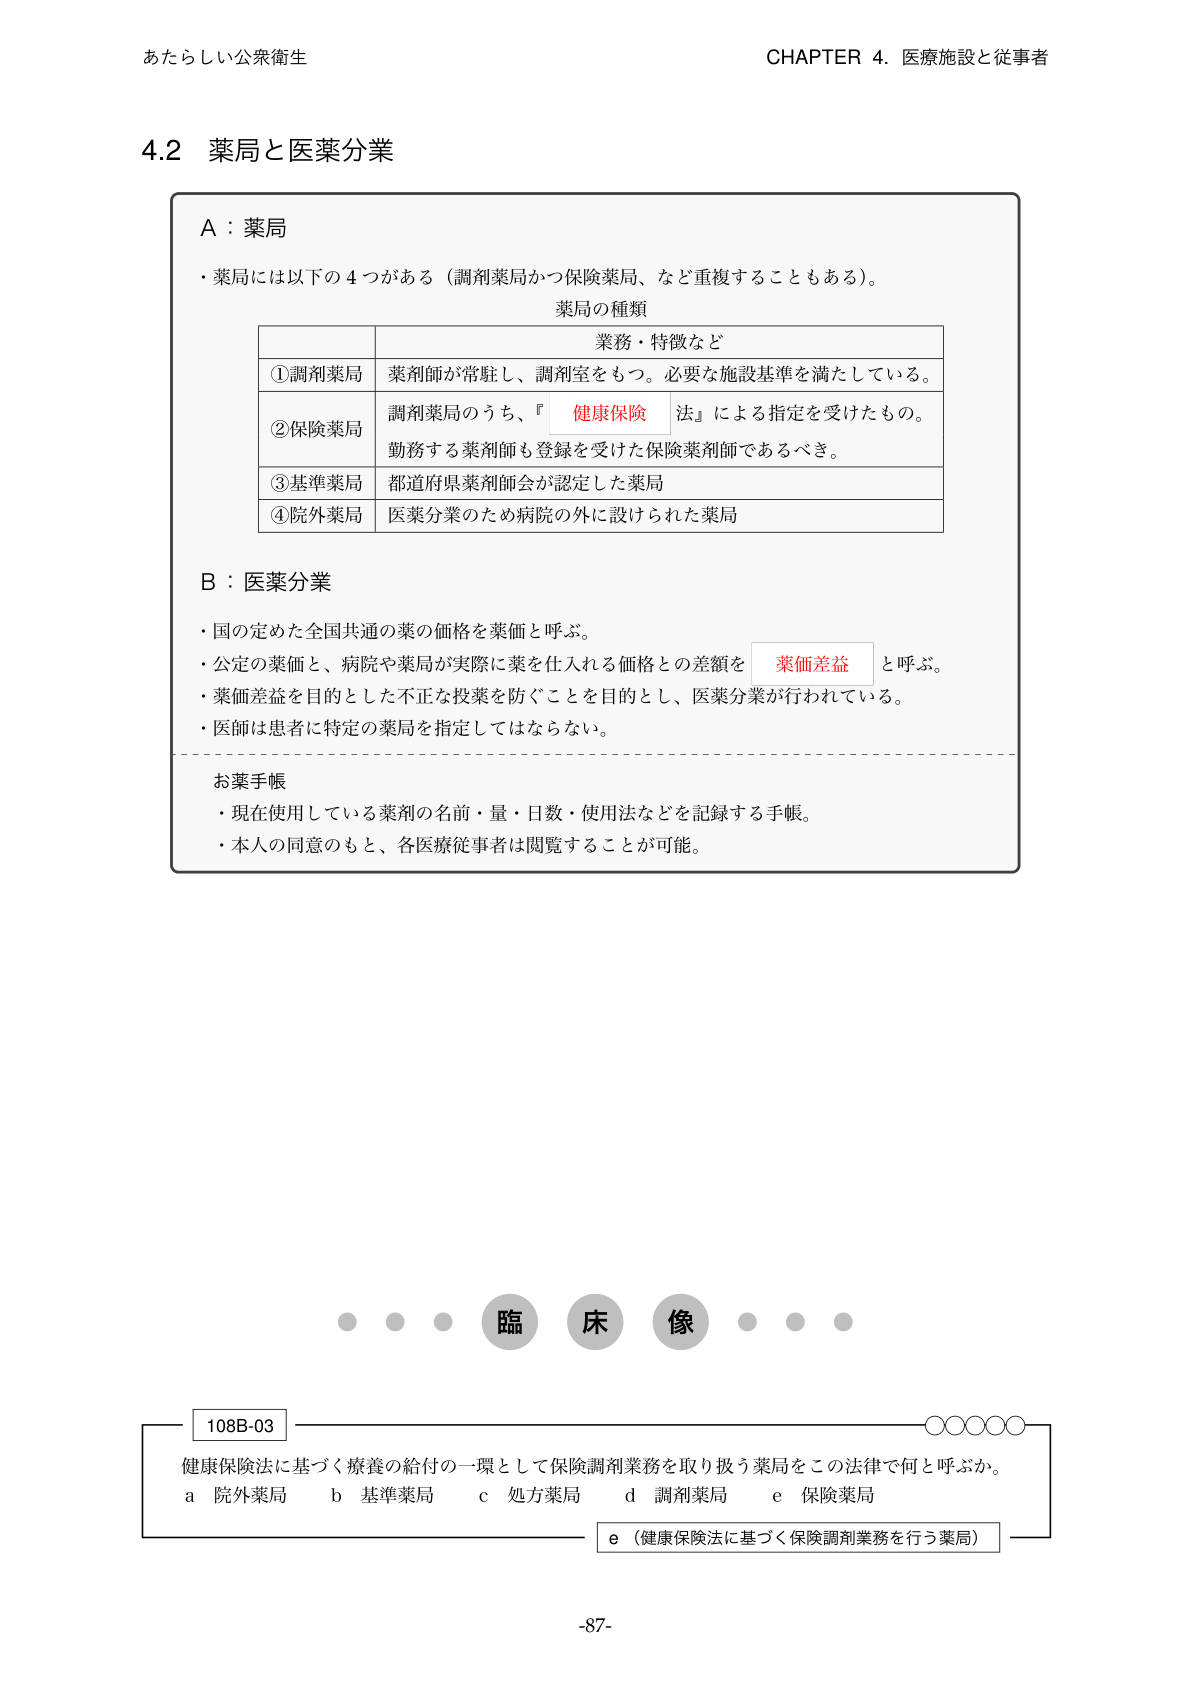 あたらしい公衆衛生
CHAPTER 4. 医療施設と従事者
4.2 薬局と医薬分業
A：薬局
・薬局には以下の 4 つがある（調剤薬局かつ保険薬局、など重複することもある）。
薬局の種類
業務・特徴など
①調剤薬局 薬剤師が常駐し、調剤室をもつ。必要な施設基準を満たしている。
②保険薬局 調剤薬局のうち、『 健康保険 法』による指定を受けたもの。
勤務する薬剤師も登録を受けた保険薬剤師であるべき。
③基準薬局 都道府県薬剤師会が認定した薬局
④院外薬局 医薬分業のため病院の外に設けられた薬局
B：医薬分業
・国の定めた全国共通の薬の価格を薬価と呼ぶ。
・公定の薬価と、病院や薬局が実際に薬を仕入れる価格との差額を 薬価差益 と呼ぶ。
・薬価差益を目的とした不正な投薬を防ぐことを目的とし、医薬分業が行われている。
・医師は患者に特定の薬局を指定してはならない。
お薬手帳
・現在使用している薬剤の名前・量・日数・使用法などを記録する手帳。
・本人の同意のもと、各医療従事者は閲覧することが可能。
臨 床 像
108B-03
健康保険法に基づく療養の給付の一環として保険調剤業務を取り扱う薬局をこの法律で何と呼ぶか。
a 院外薬局 b 基準薬局 c 処方薬局 d 調剤薬局 e 保険薬局
e （健康保険法に基づく保険調剤業務を行う薬局）
-87-